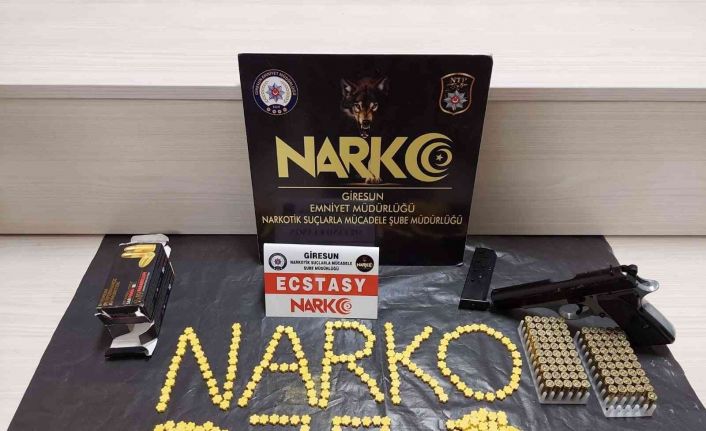 NTP
NARKO
GİRESUN
EMNİYET MÜDÜRLÜĞÜ
NARKOTİK SUÇLARLA MÜCADELE ŞUBE MÜDÜRLÜĞÜ
GİRESUN
NARKOTİK SUÇLARLA MÜCADELE
ŞUBE MÜDÜRLÜĞÜ
ECSTASY
NARKO
NARKO